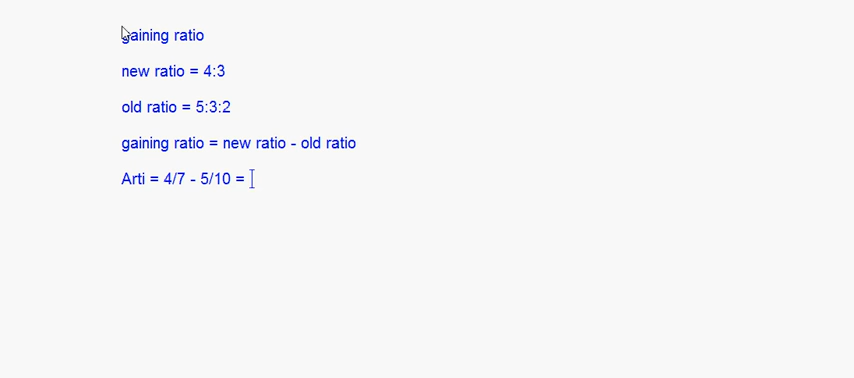 gaining ratio
new ratio = 4:3
old ratio = 5:3:2
gaining ratio = new ratio - old ratio
Arti = 4/7 - 5/10 =